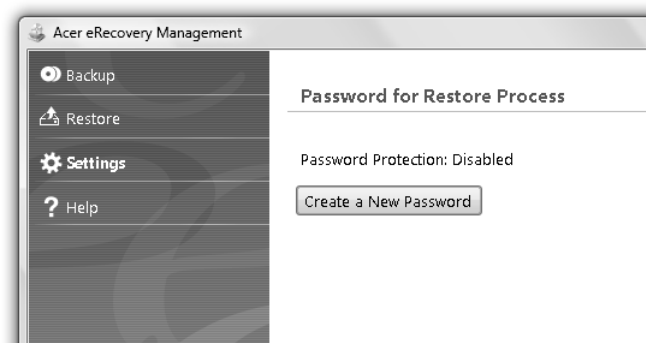 Acer eRecovery Management
Backup
Restore
Settings
Help
Password for Restore Process
Password Protection: Disabled
Create a New Password